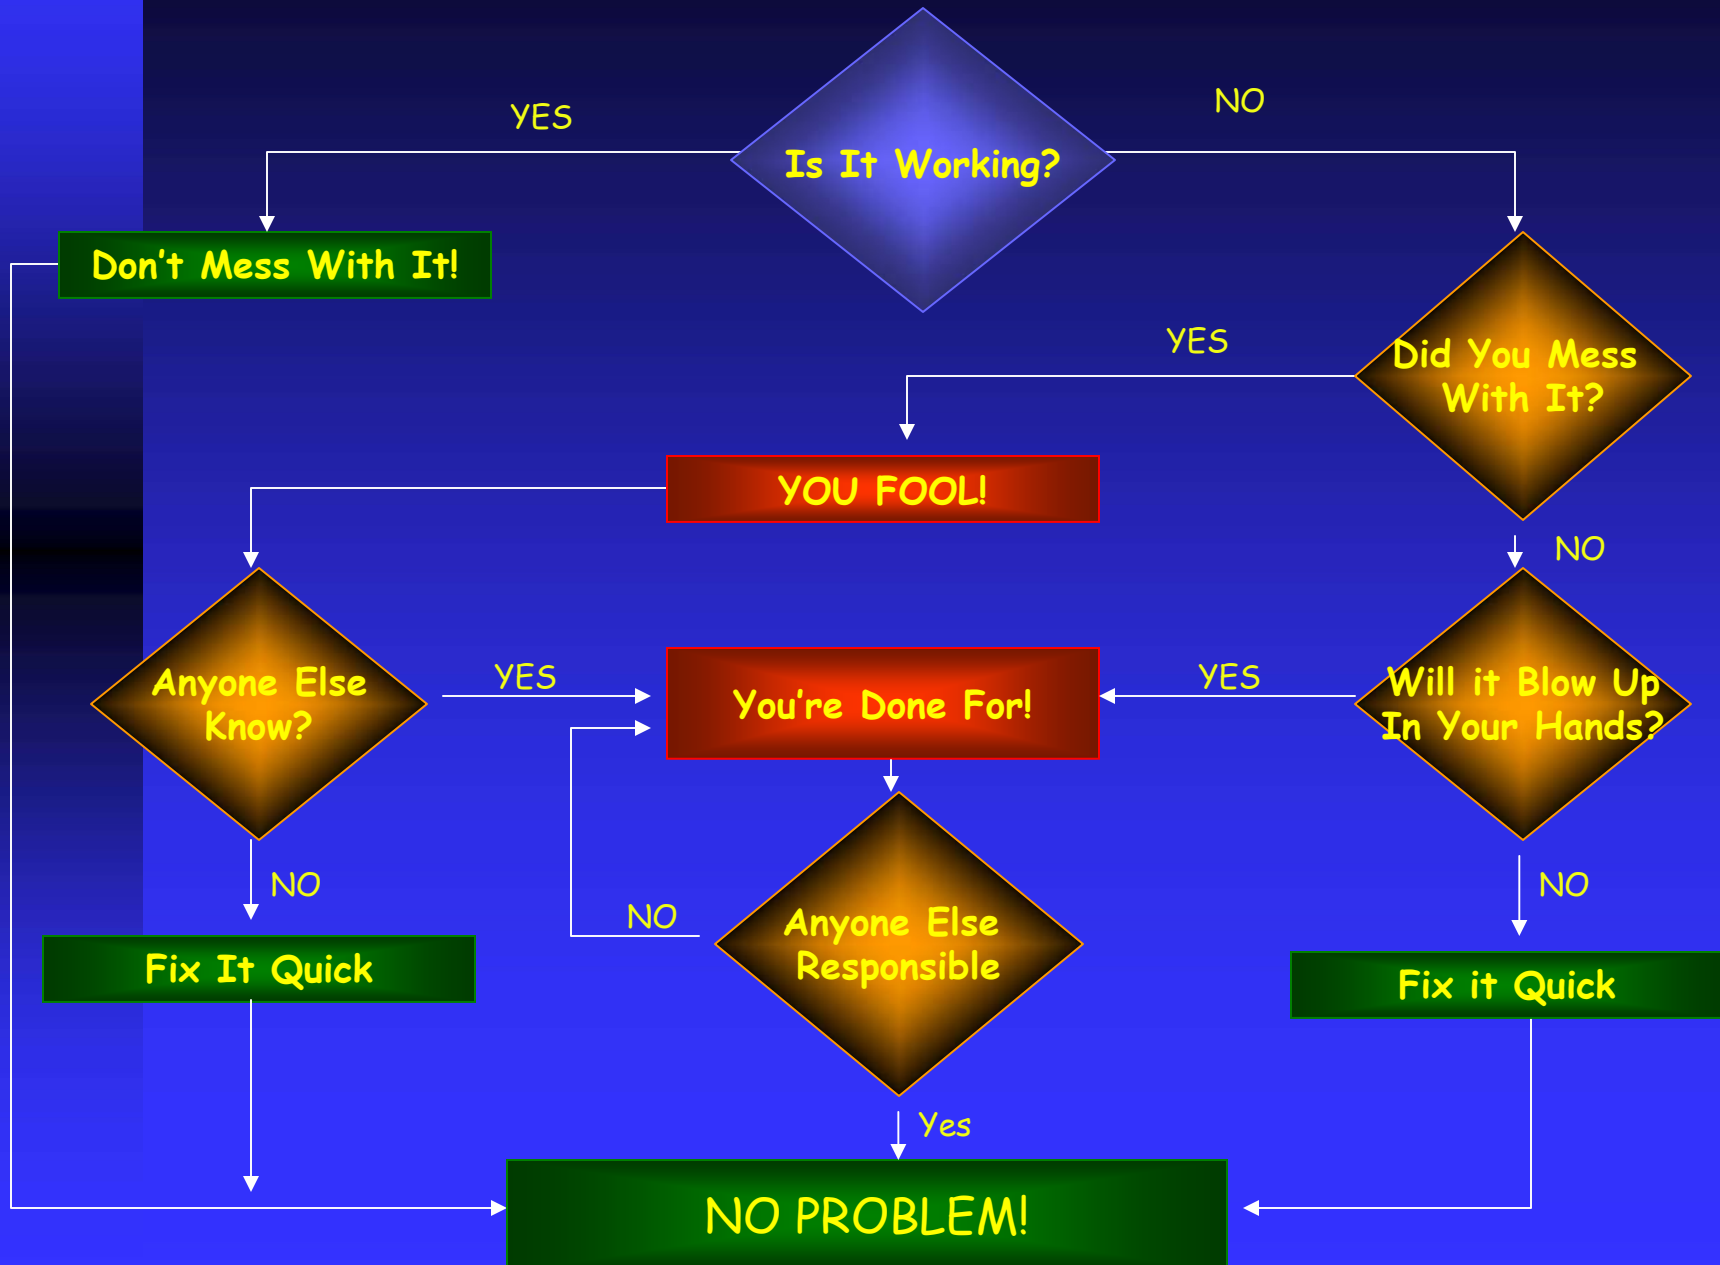 YES
NO
Is It Working?
Don't Mess With It!
YES
Did You Mess
With It?
YOU FOOL!
NO
Anyone Else
Know?
YES
You're Done For!
YES
Will it Blow Up
In Your Hands?
NO
NO
Anyone Else
Responsible
NO
Fix It Quick
Fix it Quick
Yes
NO PROBLEM!